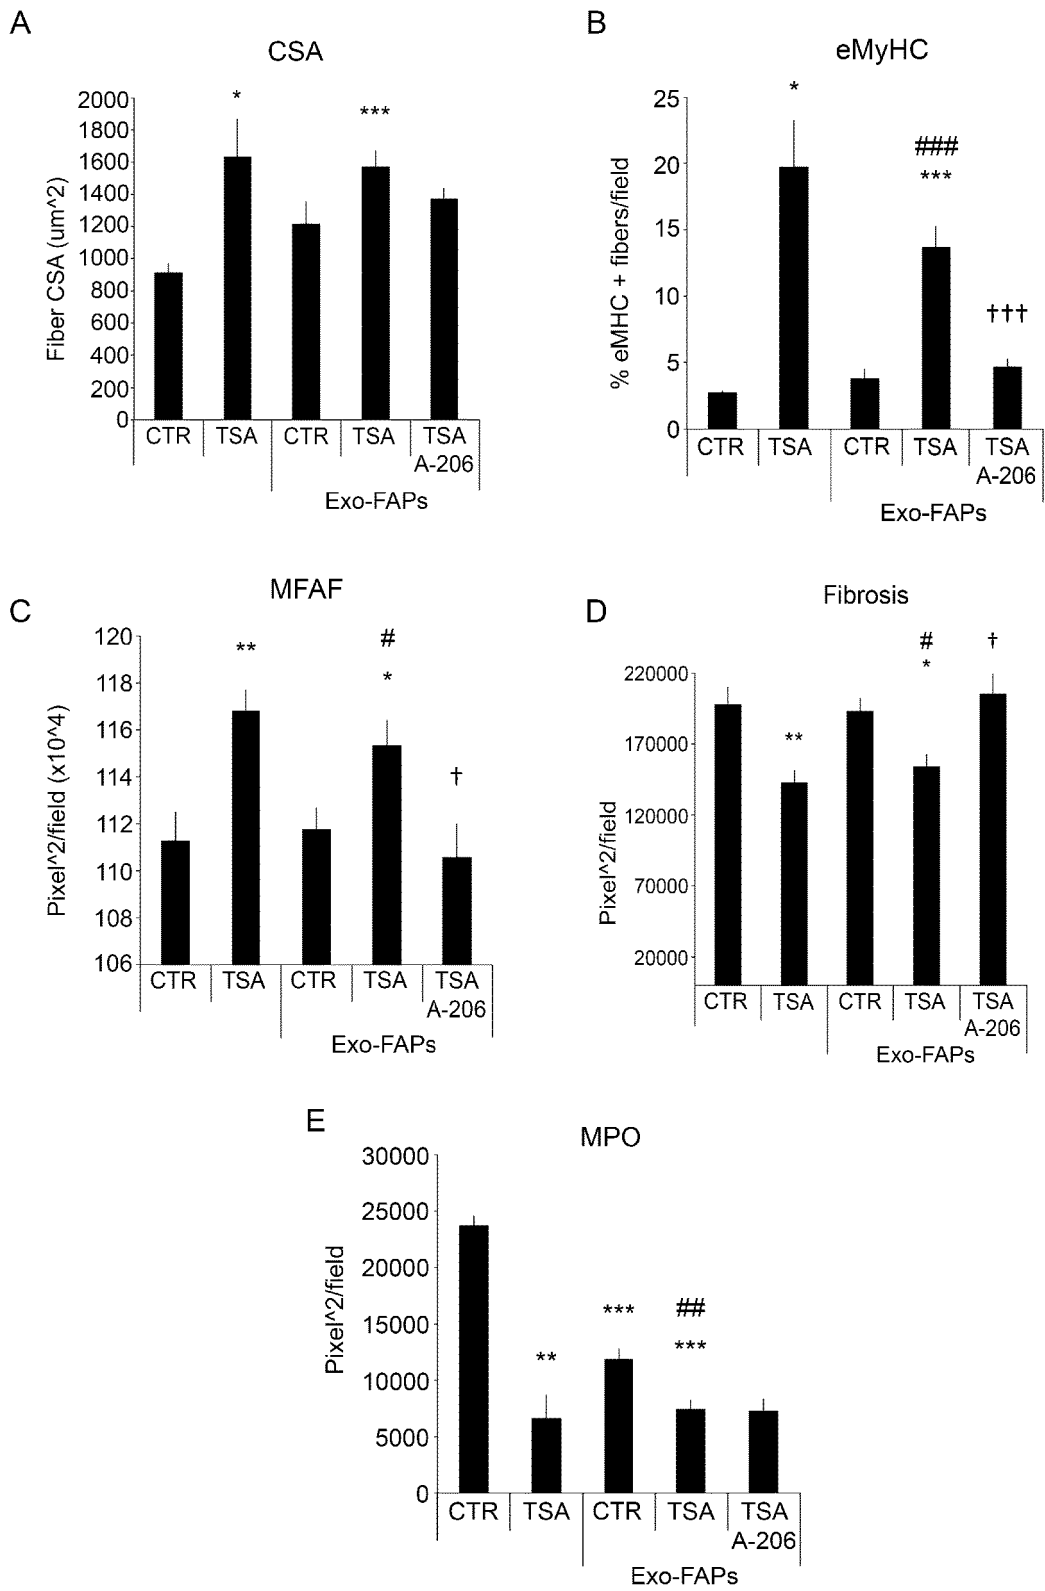 A
CSA
Fiber CSA (um^2)
2000
1800
1600
1400
1200
1000
800
600
400
200
0
*
***
CTR TSA CTR TSA TSA
A-206
Exo-FAPs
B
eMyHC
% eMHC + fibers/field
25
20
15
10
5
0
*
###
***
†††
CTR TSA CTR TSA TSA
A-206
Exo-FAPs
C
MFAF
Pixel^2/field (x10^4)
120
118
116
114
112
110
108
106
**
#
*
†
CTR TSA CTR TSA TSA
A-206
Exo-FAPs
D
Fibrosis
Pixel^2/field
220000
170000
120000
70000
20000
**
#
*
†
CTR TSA CTR TSA TSA
A-206
Exo-FAPs
E
MPO
Pixel^2/field
30000
25000
20000
15000
10000
5000
0
**
***
##
***
CTR TSA CTR TSA TSA
A-206
Exo-FAPs